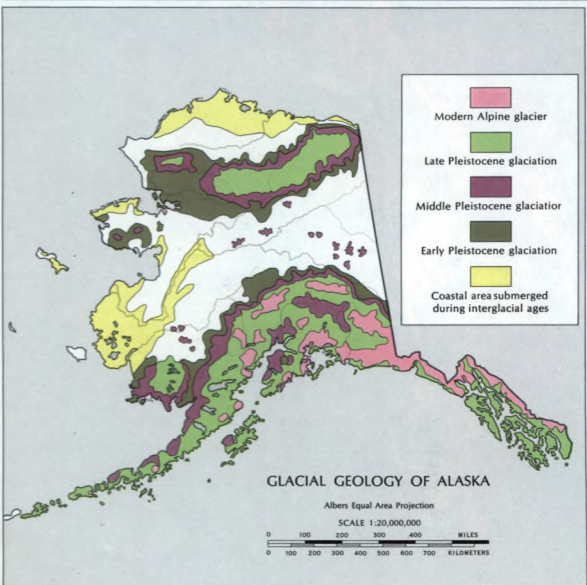 Modern Alpine glacier
Late Pleistocene glaciation
Middle Pleistocene glaciatior
Early Pleistocene glaciation
Coastal area submerged
during interglacial ages
GLACIAL GEOLOGY OF ALASKA
Albers Equal Area Projection
SCALE 1:20,000,000
0 100 200 300 400 MILES
0 100 200 300 400 500 600 700 KILOMETERS